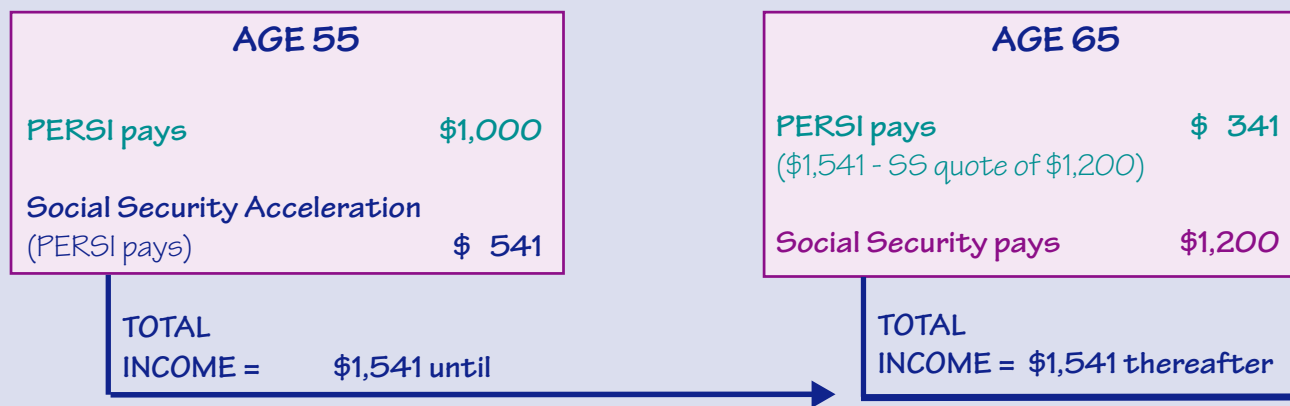 AGE 55
PERSI pays $1,000
Social Security Acceleration
(PERSI pays) $ 541
TOTAL
INCOME = $1,541 until
AGE 65
PERSI pays $ 341
($1,541 - SS quote of $1,200)
Social Security pays $1,200
TOTAL
INCOME = $1,541 thereafter